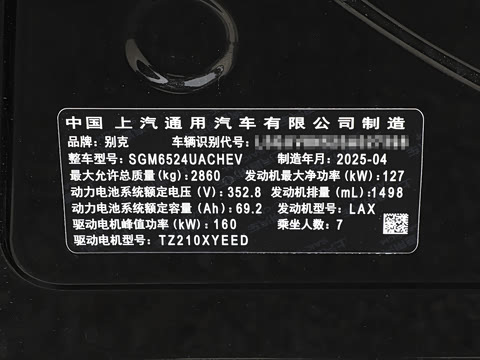 中国 上汽通用汽车有限公司制造
品牌：别克 车辆识别代号：
整车型号：SGM6524UACHEV 制造年月：2025-04
最大允许总质量(kg)：2860 发动机最大净功率(kW)：127
动力电池系统额定电压(V)：352.8 发动机排量(mL)：1498
动力电池系统额定容量(Ah)：69.2 发动机型号：LAX
驱动电机峰值功率(kW)：160 乘坐人数：7
驱动电机型号：TZ210XYEED